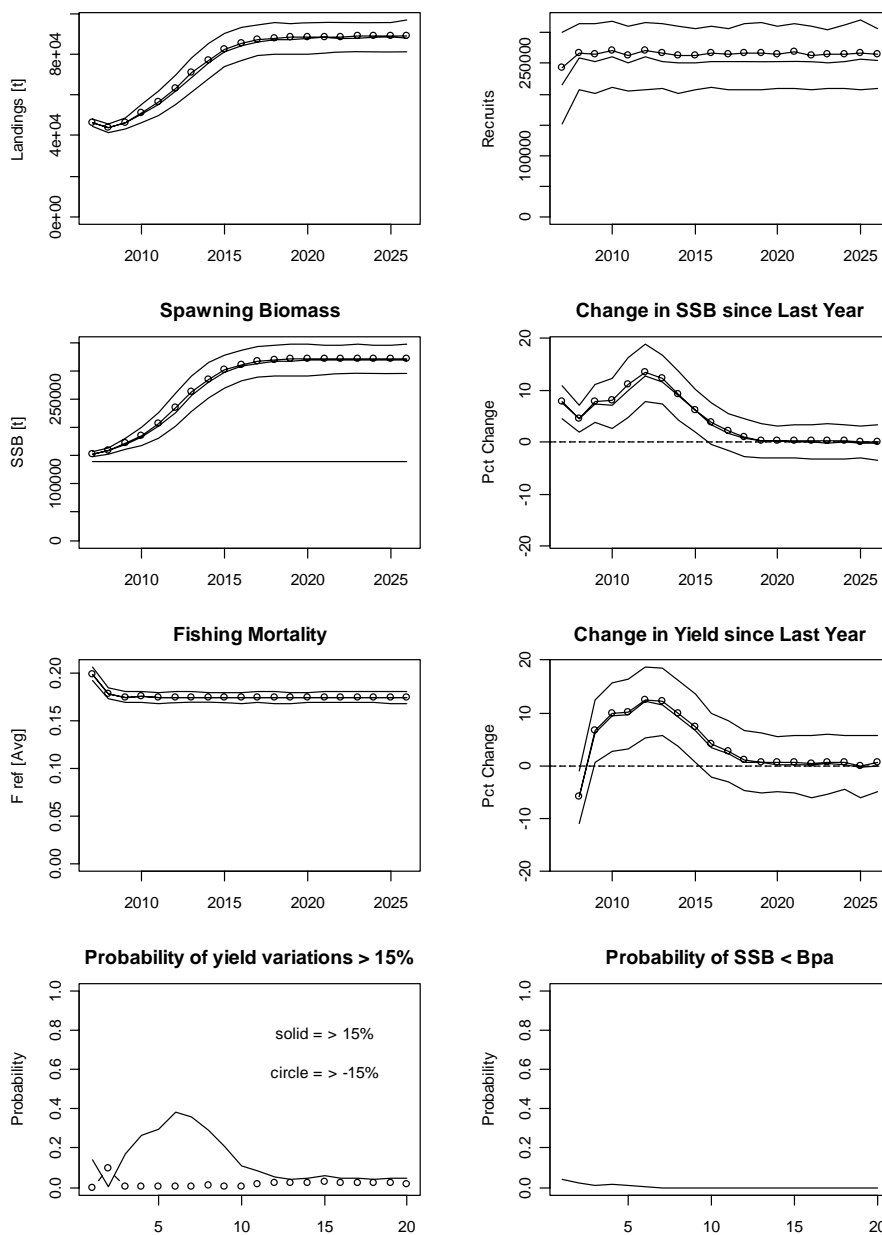 Landings [t]
8e+04
4e+04
0e+00
2010 2015 2020 2025
Recruits
250000
100000
0
2010 2015 2020 2025
Spawning Biomass
SSB [t]
250000
100000
0
2010 2015 2020 2025
Change in SSB since Last Year
Pct Change
20
10
0
-10
-20
2010 2015 2020 2025
Fishing Mortality
F ref [Avg]
0.20
0.15
0.10
0.05
0.00
2010 2015 2020 2025
Change in Yield since Last Year
Pct Change
20
10
0
-10
-20
2010 2015 2020 2025
Probability of yield variations > 15%
Probability
1.0
0.8
0.6
0.4
0.2
0.0
solid = > 15%
circle = > -15%
5 10 15 20
Probability of SSB < Bpa
Probability
1.0
0.8
0.6
0.4
0.2
0.0
5 10 15 20